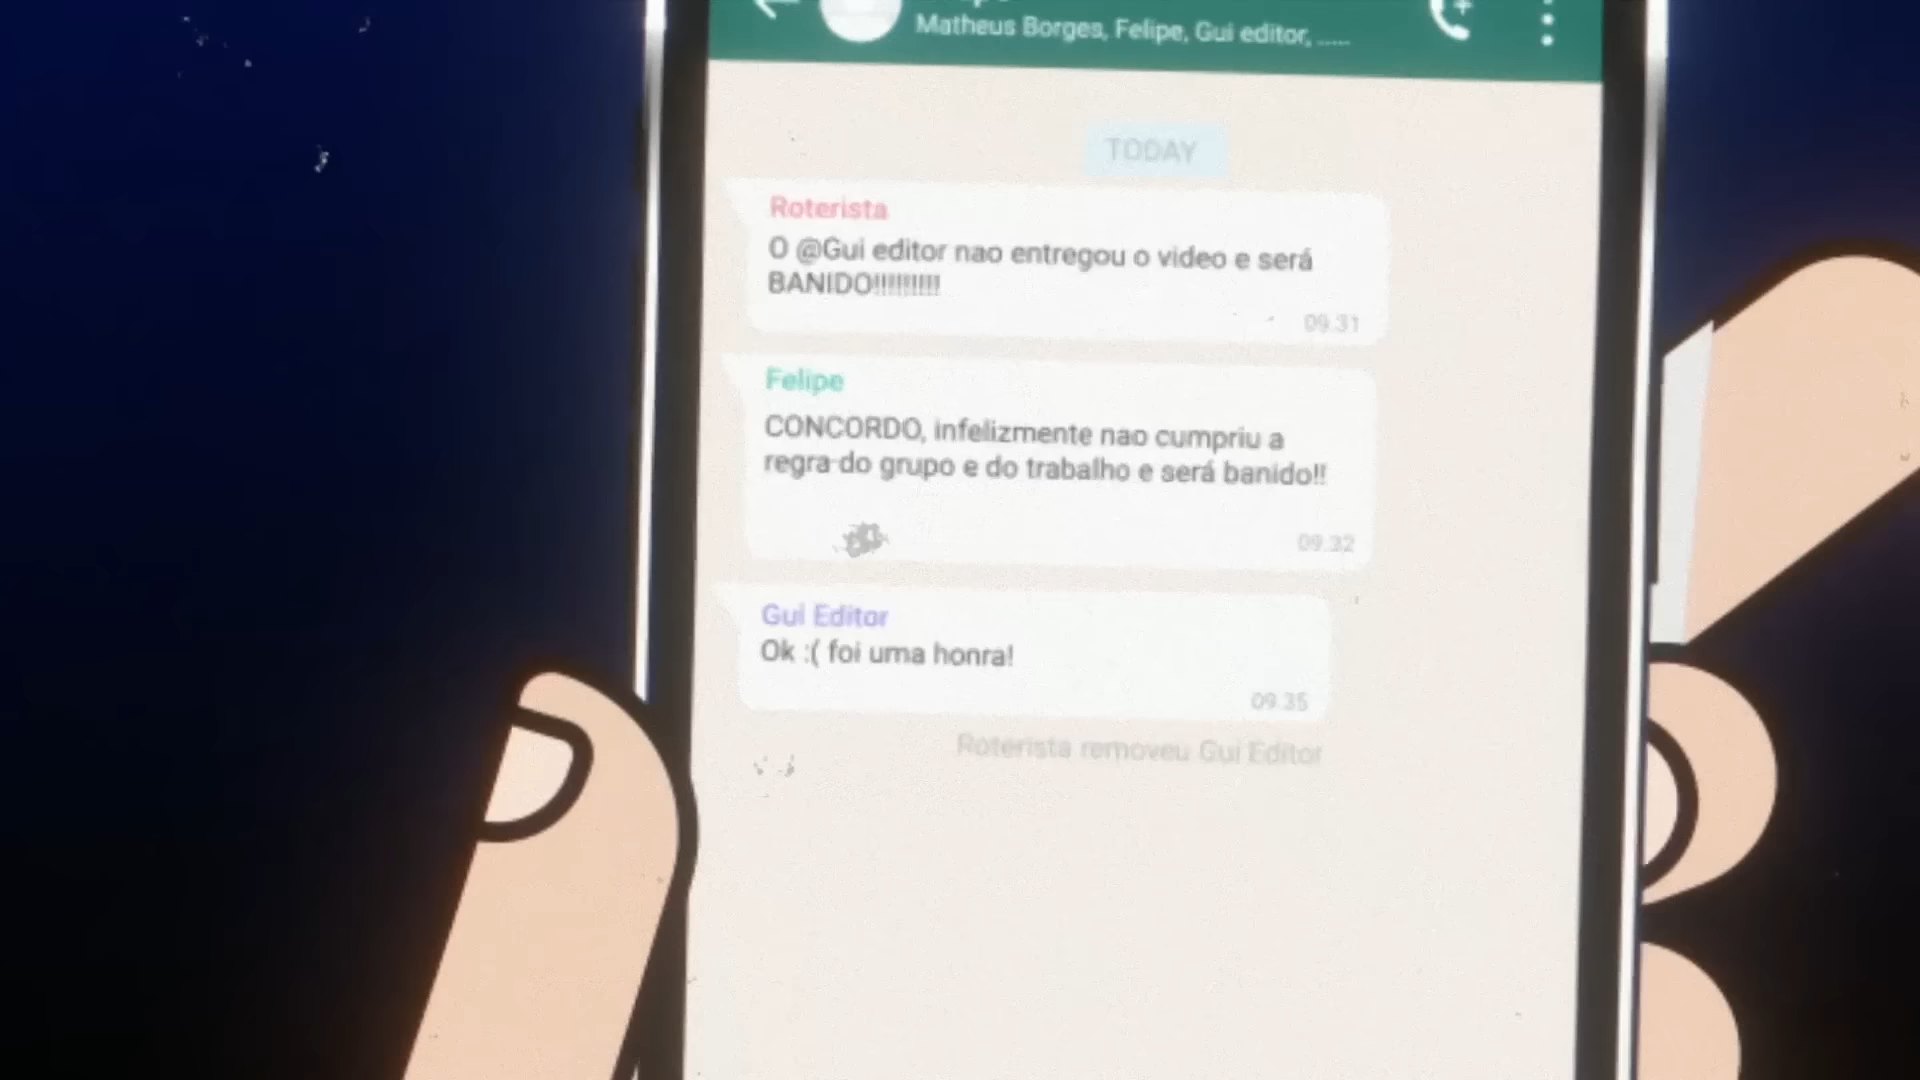 Matheus Borges, Felipe, Gui editor, .....
TODAY
Roterista
O @Gui editor nao entregou o video e será
BANIDO!!!!!!!!!!
09.31
Felipe
CONCORDO, infelizmente nao cumpriu a
regra do grupo e do trabalho e será banido!!
09.32
Gui Editor
Ok :( foi uma honra!
09.35
Roterista removeu Gui Editor